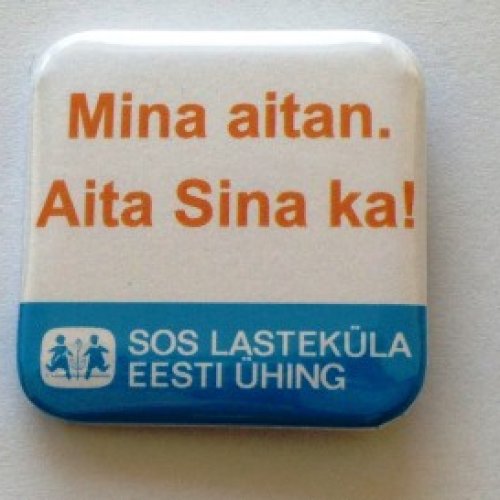 Mina aitan.
Aita Sina ka!
SOS LASTEKÜLA
EESTI ÜHING